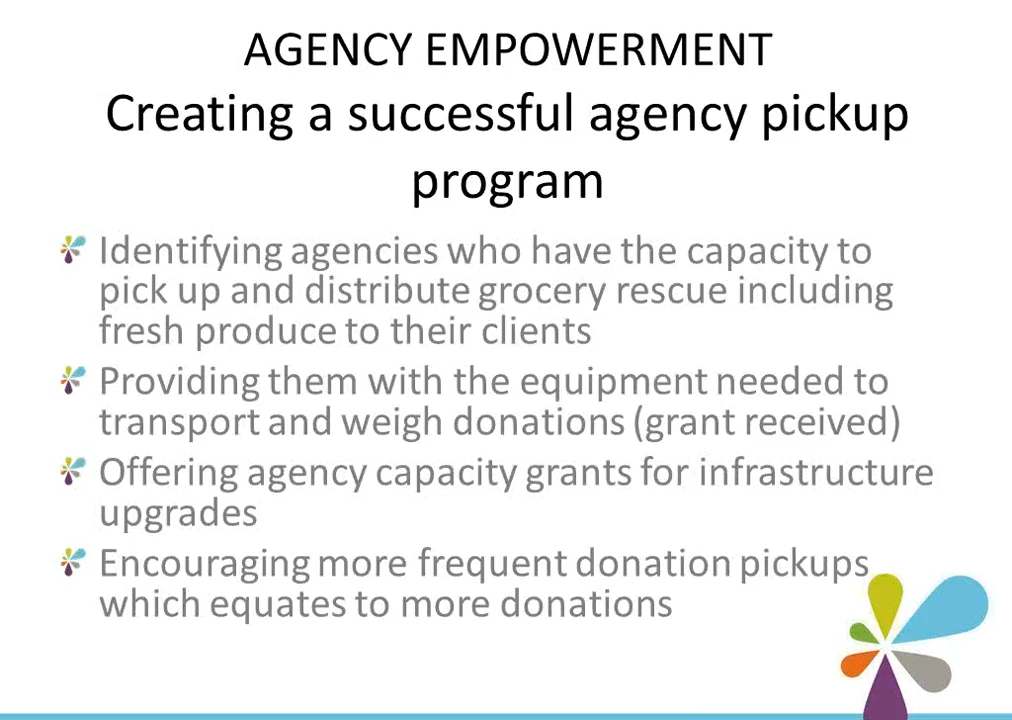 AGENCY EMPOWERMENT
Creating a successful agency pickup
program
Identifying agencies who have the capacity to
pick up and distribute grocery rescue including
fresh produce to their clients
Providing them with the equipment needed to
transport and weigh donations (grant received)
Offering agency capacity grants for infrastructure
upgrades
Encouraging more frequent donation pickups
which equates to more donations